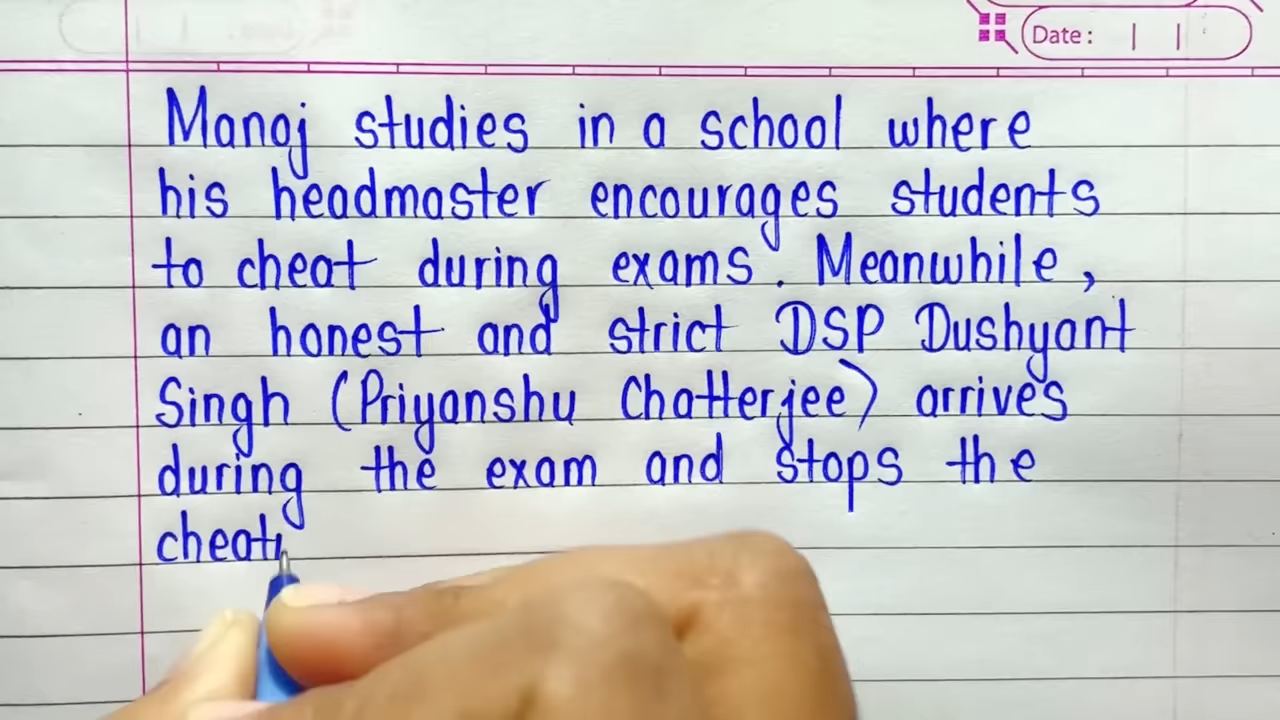 Date :
Manoj studies in a school where
his headmaster encourages students
to cheat during exams. Meanwhile,
an honest and strict DSP Dushyant
Singh (Priyanshu Chatterjee) arrives
during the exam and stops the
cheati